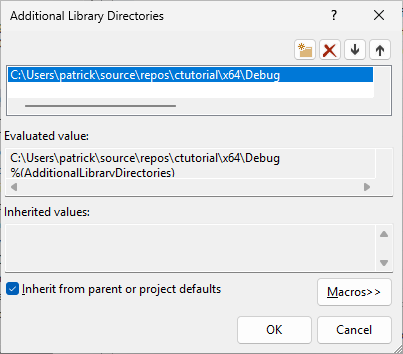 Additional Library Directories
C:\Users\patrick\source\repos\ctutorial\x64\Debug
Evaluated value:
C:\Users\patrick\source\repos\ctutorial\x64\Debug
%(AdditionalLibraryDirectories)
Inherited values:
Inherit from parent or project defaults
Macros>>
OK
Cancel